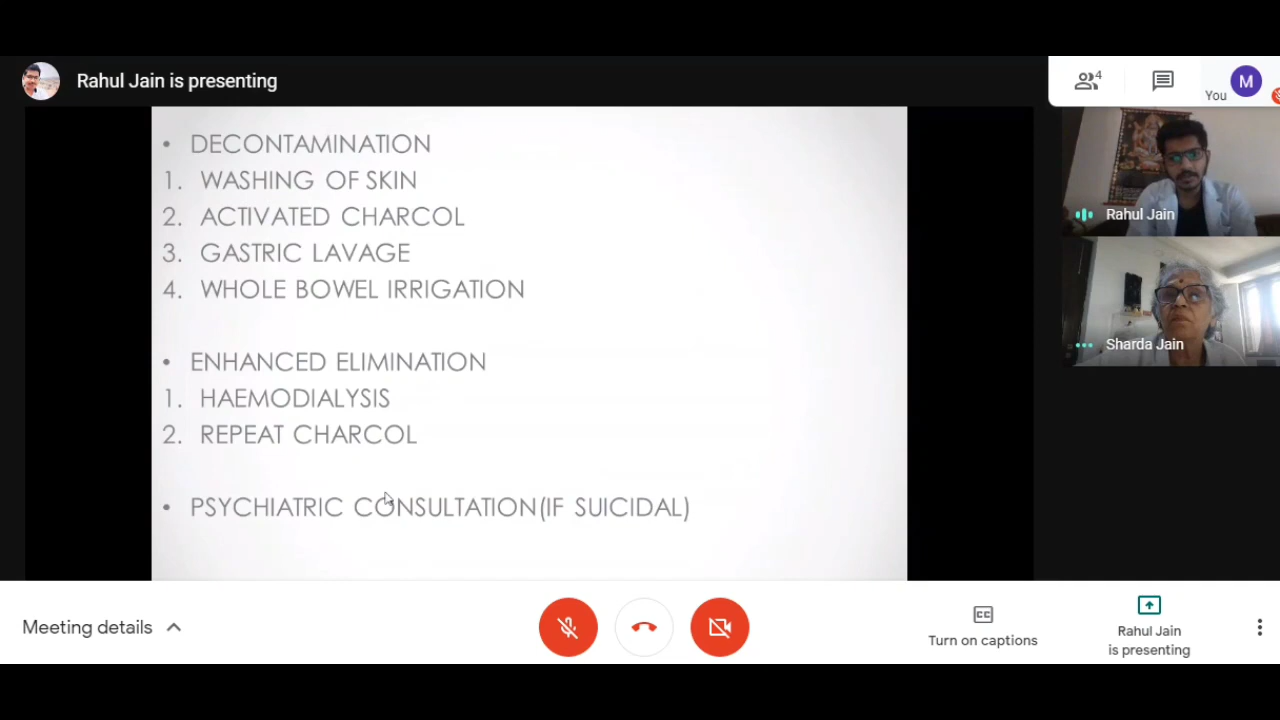 Rahul Jain is presenting
4
You
M
• DECONTAMINATION
1. WASHING OF SKIN
2. ACTIVATED CHARCOL
3. GASTRIC LAVAGE
4. WHOLE BOWEL IRRIGATION
• ENHANCED ELIMINATION
1. HAEMODIALYSIS
2. REPEAT CHARCOL
• PSYCHIATRIC CONSULTATION(IF SUICIDAL)
Rahul Jain
Sharda Jain
Meeting details
CC
Turn on captions
Rahul Jain
is presenting